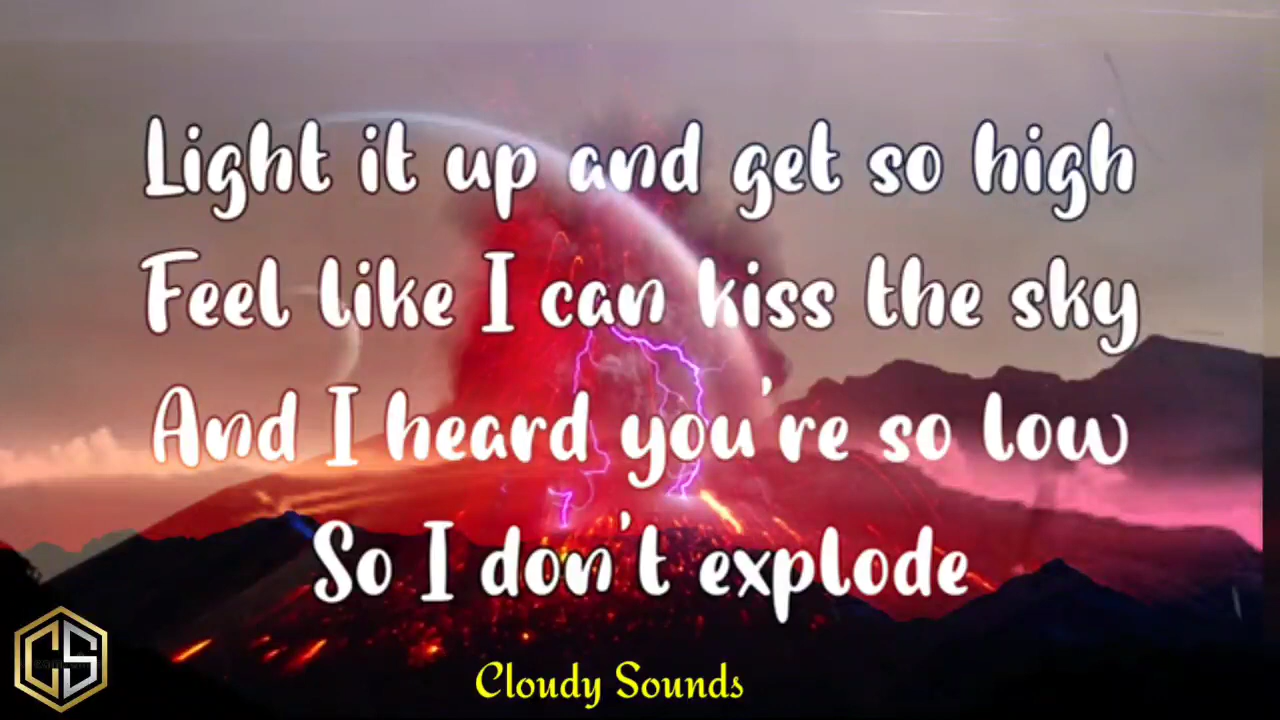 Light it up and get so high
Feel like I can kiss the sky
And I heard you're so low
So I don't explode
CS
Cloudy Sounds